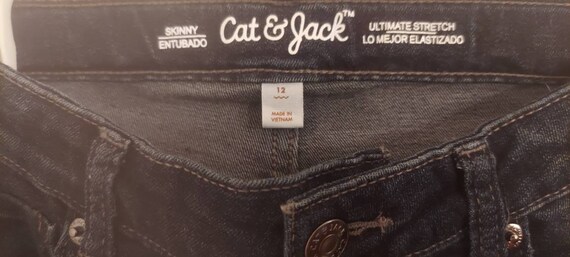 SKINNY
ENTUBADO
Cat & Jack™
ULTIMATE STRETCH
LO MEJOR ELASTIZADO
12
MADE IN
VIETNAM